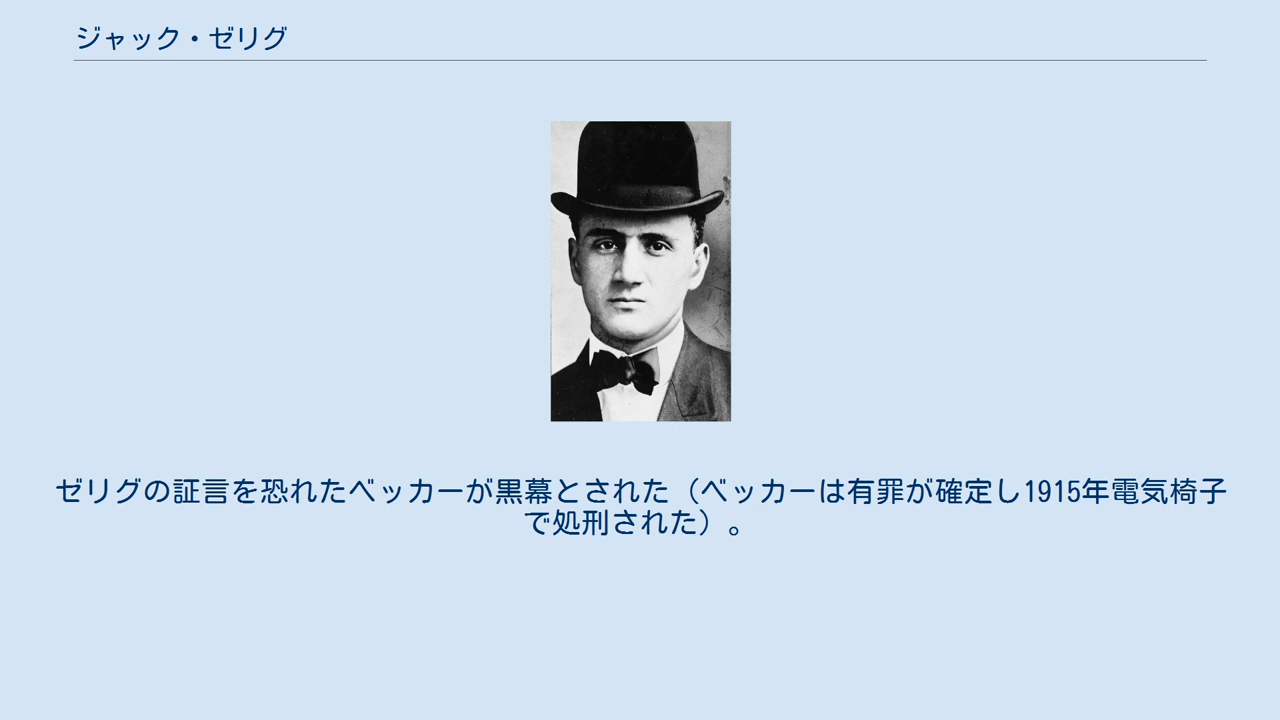 ジャック・ゼリグ
ゼリグの証言を恐れたベッカーが黒幕とされた（ベッカーは有罪が確定し1915年電気椅子
で処刑された）。